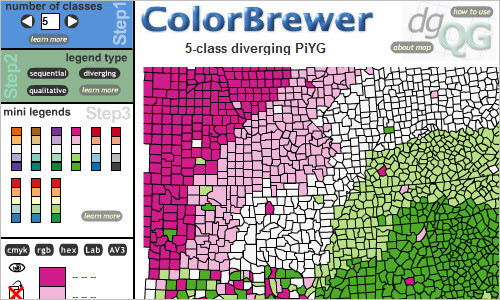 number of classes
5
learn more
Step1
Step2
legend type
sequential
diverging
qualitative
learn more
mini legends
Step3
learn more
cmyk
rgb
hex
Lab
AV3
ColorBrewer
5-class diverging PiYG
how to use
dg
QG
about map